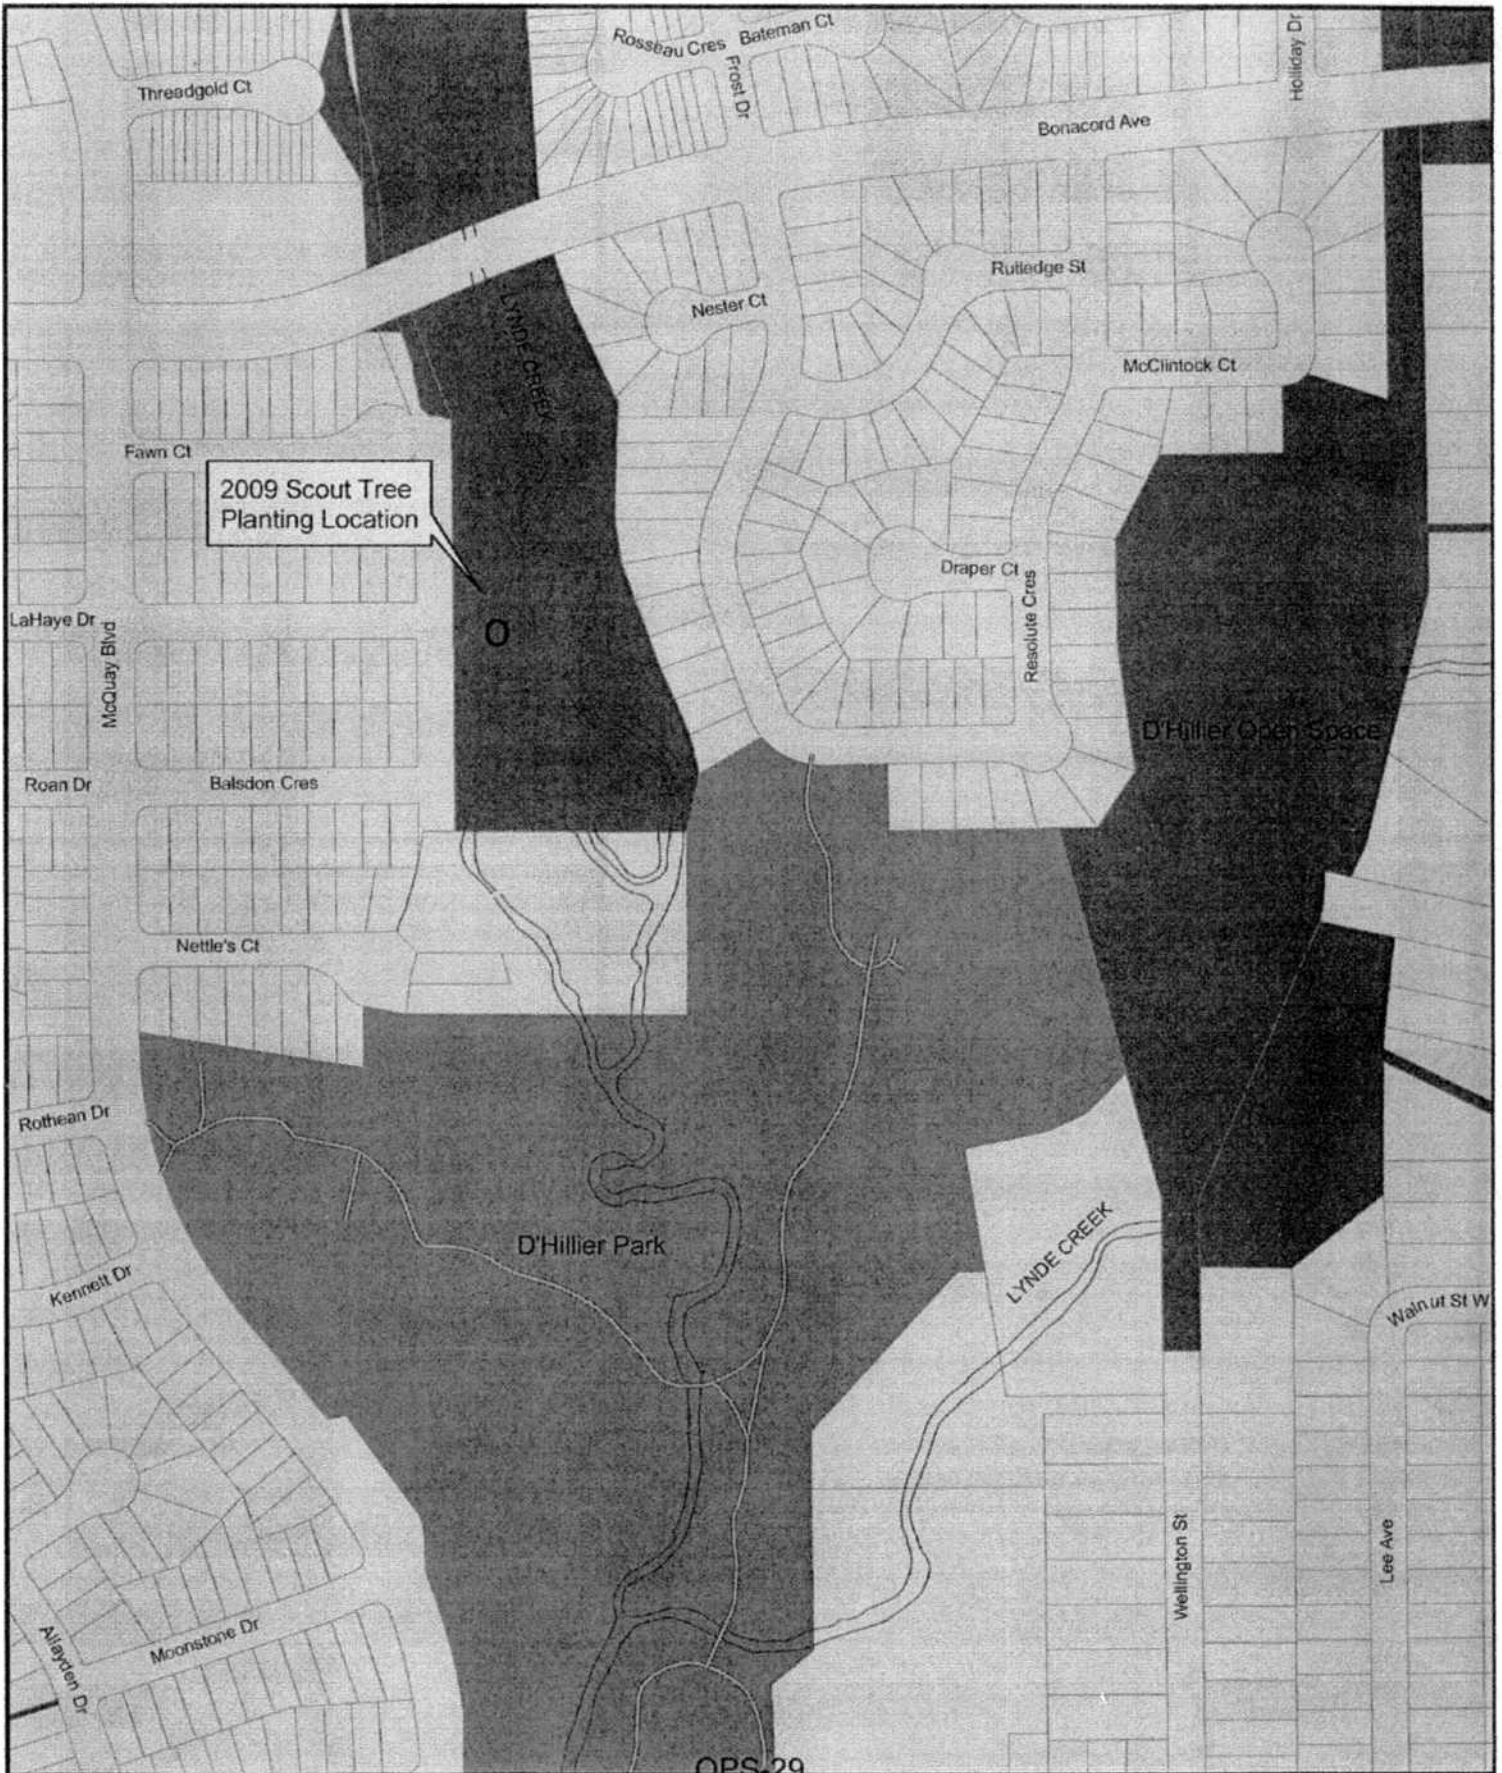 Rosseau Cres
Bateman Ct
Frost Dr
Holliday Dr
Threadgold Ct
Bonacord Ave
Rutledge St
Nester Ct
LYNDE CREEK
McClintock Ct
Fawn Ct
2009 Scout Tree
Planting Location
Draper Ct
Resolute Cres
LaHaye Dr
McQuay Blvd
O
D'Hillier Open Space
Roan Dr
Balsdon Cres
Nettle's Ct
Rothean Dr
D'Hillier Park
LYNDE CREEK
Kennett Dr
Walnut St W
Wellington St
Lee Ave
Moonstone Dr
Allayden Dr
OPS-29